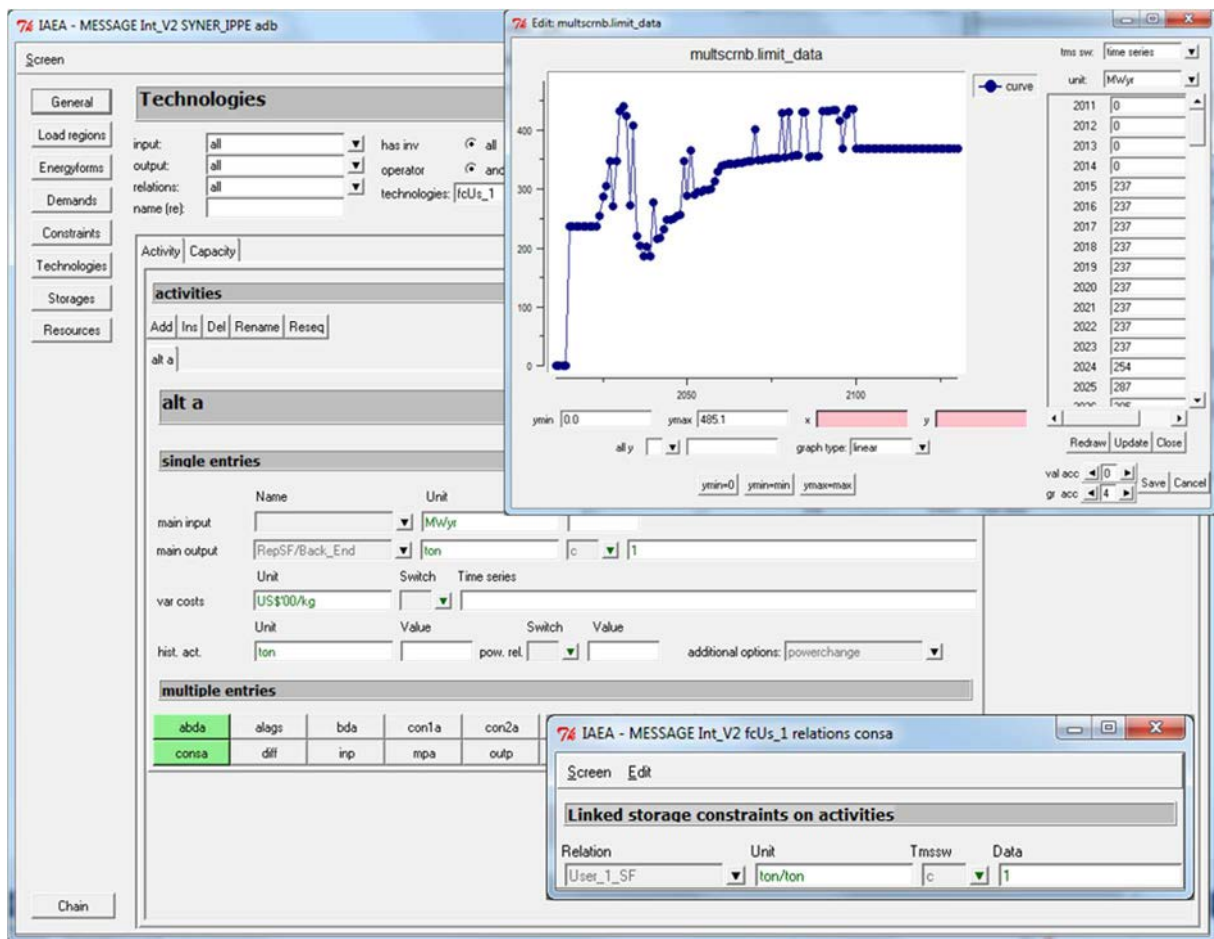 IAEA - MESSAGE Int_V2 SYNER_IPPE adb
Screen
General
Load regions
Energyforms
Demands
Constraints
Technologies
Storages
Resources
Chain
Technologies
input: all has inv all
output: all operator and
relations: all technologies: fcUs_1
name (re):
Activity Capacity
activities
Add Ins Del Rename Reseq
alt a
alt a
single entries
Name Unit
main input MWyr
main output RepSF/Back_End ton c 1
Unit Switch Time series
var costs US$'00/kg
Unit Value Switch Value
hist. act. ton pow. rel. additional options: powerchange
multiple entries
abda alags bda con1a con2a
consa diff inp mpa outp
Edit: multscrnb.limit_data
multscrnb.limit_data
curve
400
300
200
100
0
2050 2100
ymin 0.0 ymax 485.1 x y
all y graph type: linear
ymin=0 ymin=min ymax=max
tms sw: time series
unit: MWyr
2011 0
2012 0
2013 0
2014 0
2015 237
2016 237
2017 237
2018 237
2019 237
2020 237
2021 237
2022 237
2023 237
2024 254
2025 287
Redraw Update Close
val acc 0
gr acc 4 Save Cancel
IAEA - MESSAGE Int_V2 fcUs_1 relations consa
Screen Edit
Linked storage constraints on activities
Relation Unit Tmssw Data
User_1_SF ton/ton c 1